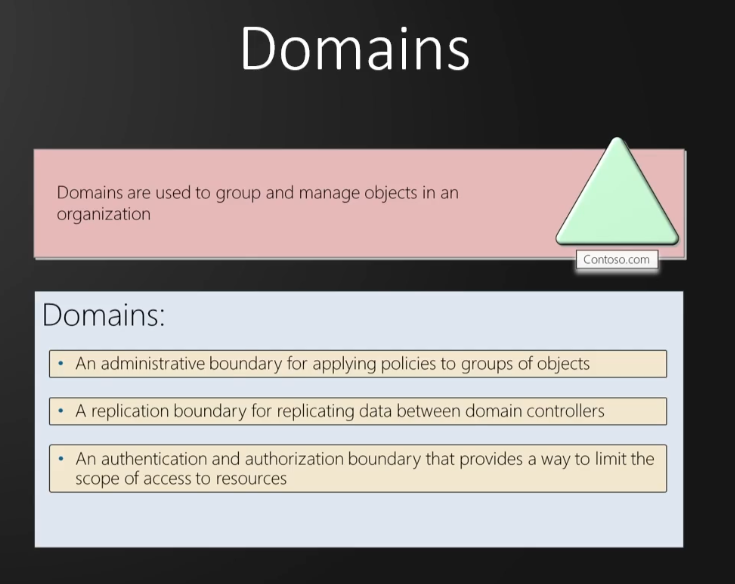 Domains
Domains are used to group and manage objects in an
organization
Contoso.com
Domains:
• An administrative boundary for applying policies to groups of objects
• A replication boundary for replicating data between domain controllers
• An authentication and authorization boundary that provides a way to limit the
scope of access to resources